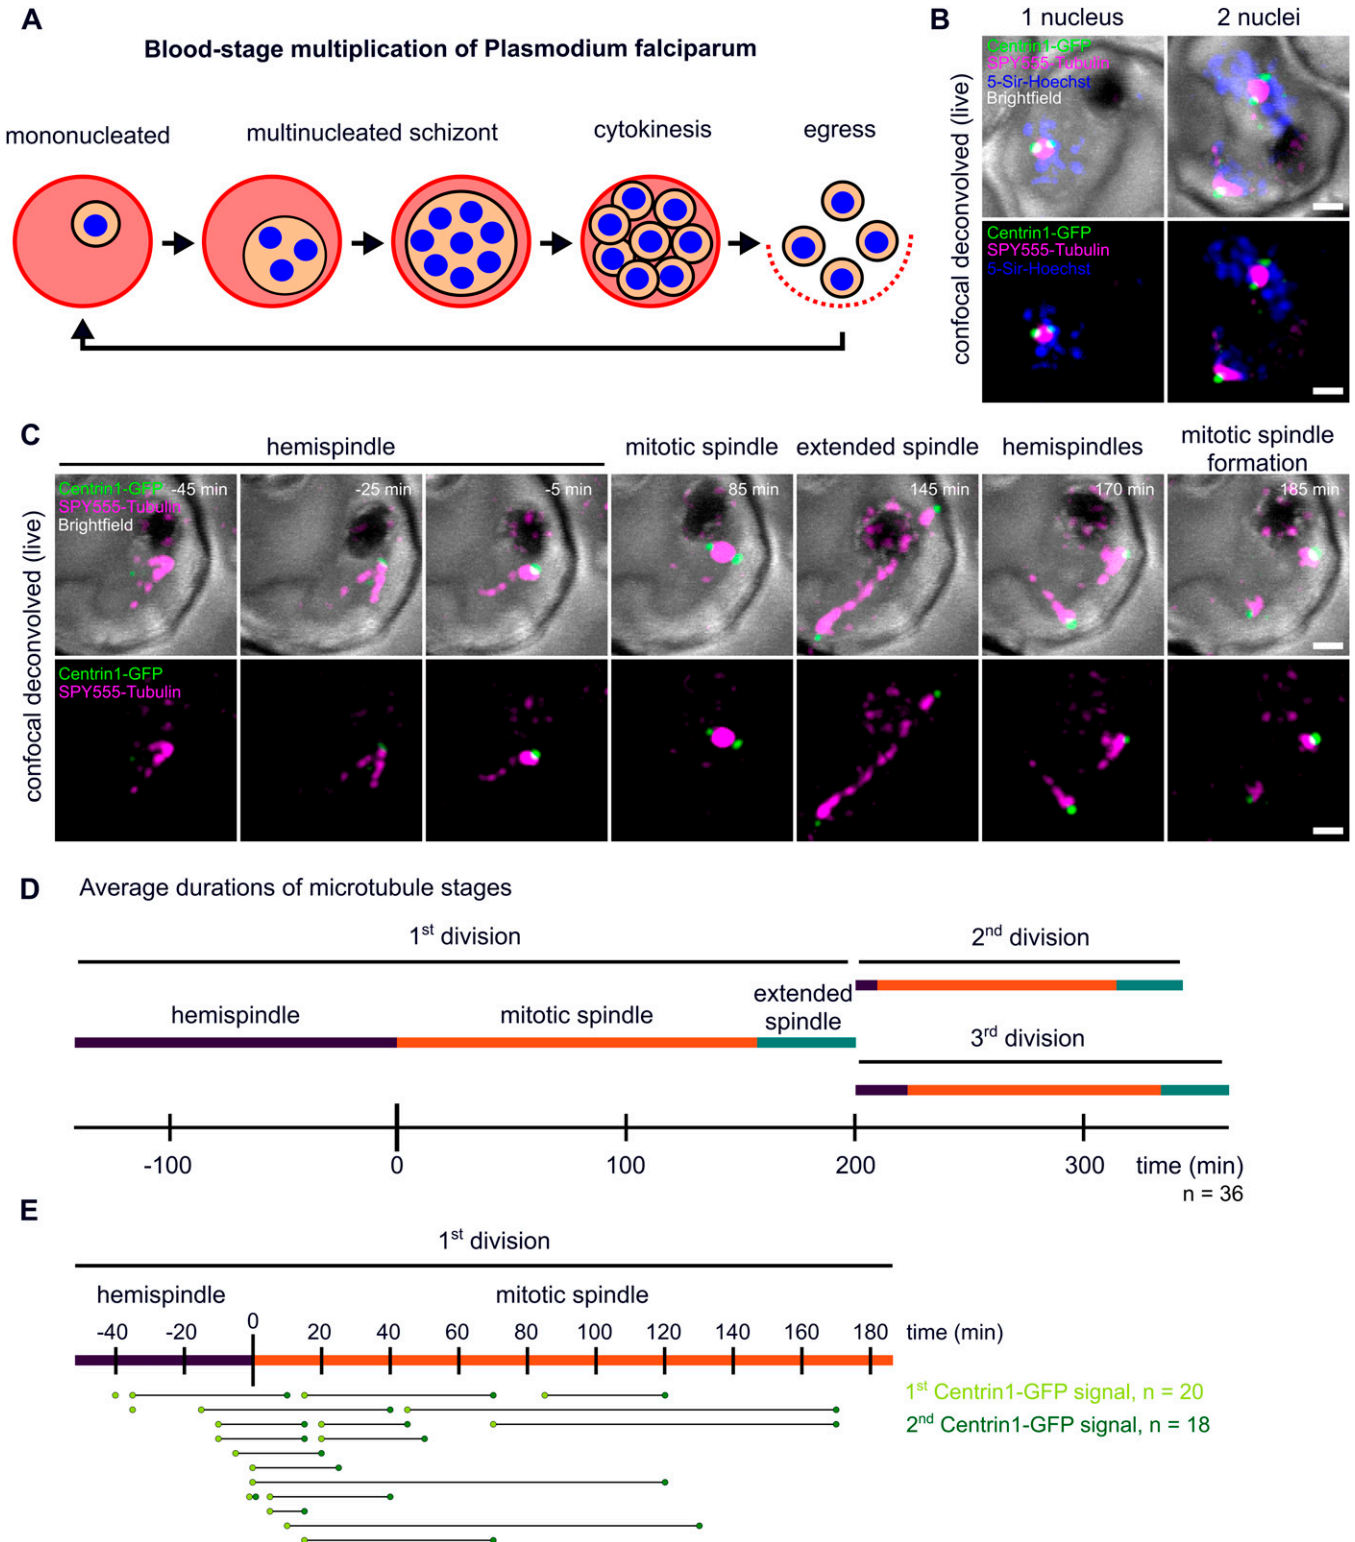 A
Blood-stage multiplication of Plasmodium falciparum
mononucleated
multinucleated schizont
cytokinesis
egress
B
1 nucleus
2 nuclei
Centrin1-GFP
SPY555-Tubulin
5-Sir-Hoechst
Brightfield
Centrin1-GFP
SPY555-Tubulin
5-Sir-Hoechst
confocal deconvolved (live)
C
hemispindle
mitotic spindle
extended spindle
hemispindles
mitotic spindle
formation
Centrin1-GFP
SPY555-Tubulin
Brightfield
-45 min
-25 min
-5 min
85 min
145 min
170 min
185 min
Centrin1-GFP
SPY555-Tubulin
confocal deconvolved (live)
D
Average durations of microtubule stages
1st division
2nd division
hemispindle
mitotic spindle
extended
spindle
3rd division
-100
0
100
200
300
time (min)
n = 36
E
1st division
hemispindle
mitotic spindle
-40
-20
0
20
40
60
80
100
120
140
160
180
time (min)
1st Centrin1-GFP signal, n = 20
2nd Centrin1-GFP signal, n = 18